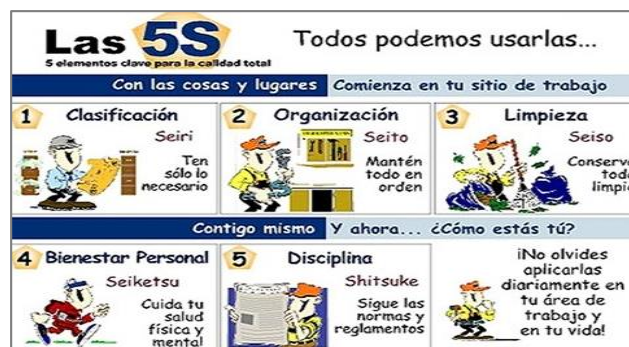 Las 5S
5 elementos clave para la calidad total
Todos podemos usarlas...
Con las cosas y lugares
Comienza en tu sitio de trabajo
1 Clasificación
Seiri
Ten
sólo lo
necesario
2 Organización
Seito
Mantén
todo en
orden
3 Limpieza
Seiso
Conserva
todo
limpi
Contigo mismo
Y ahora... ¿Cómo estás tú?
4 Bienestar Personal
Seiketsu
Cuida tu
salud
física y
mental
5 Disciplina
Shitsuke
Sigue las
normas y
reglamentos
¡No olvides
aplicarlas
diariamente en
tu área de
trabajo y
en tu vida!